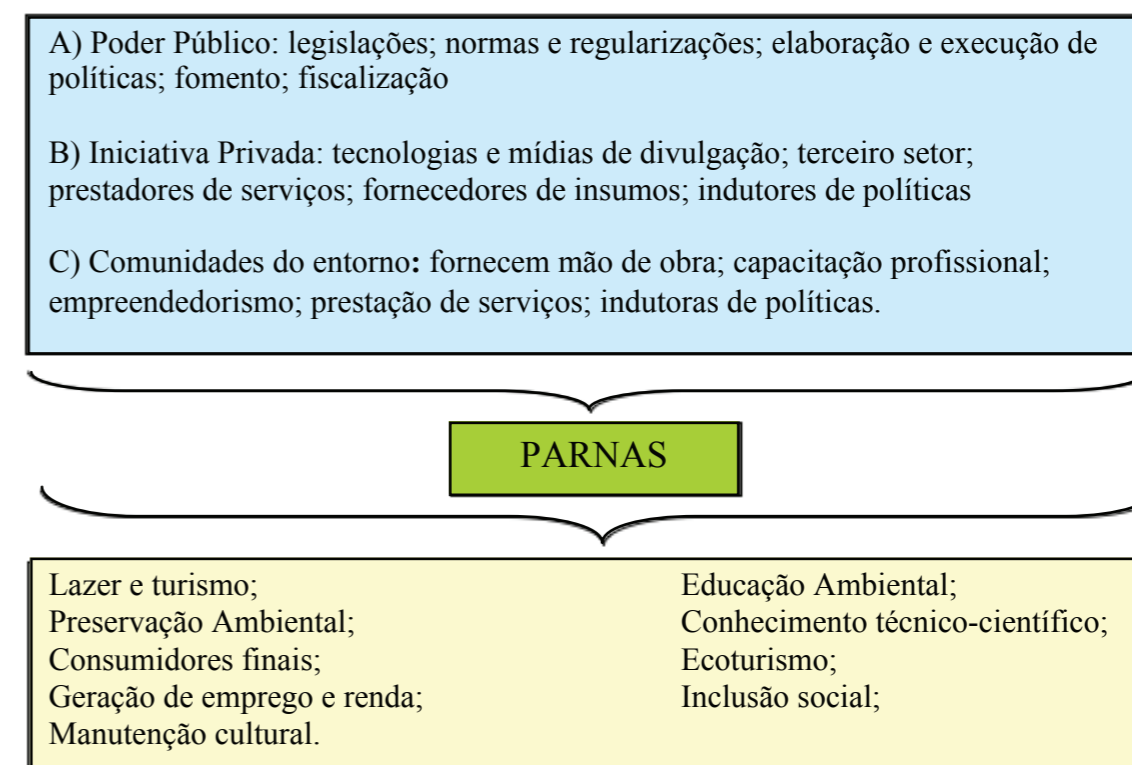 A) Poder Público: legislações; normas e regularizações; elaboração e execução de
políticas; fomento; fiscalização
B) Iniciativa Privada: tecnologias e mídias de divulgação; terceiro setor;
prestadores de serviços; fornecedores de insumos; indutores de políticas
C) Comunidades do entorno: fornecem mão de obra; capacitação profissional;
empreendedorismo; prestação de serviços; indutoras de políticas.
PARNAS
Lazer e turismo;
Preservação Ambiental;
Consumidores finais;
Geração de emprego e renda;
Manutenção cultural.
Educação Ambiental;
Conhecimento técnico-científico;
Ecoturismo;
Inclusão social;